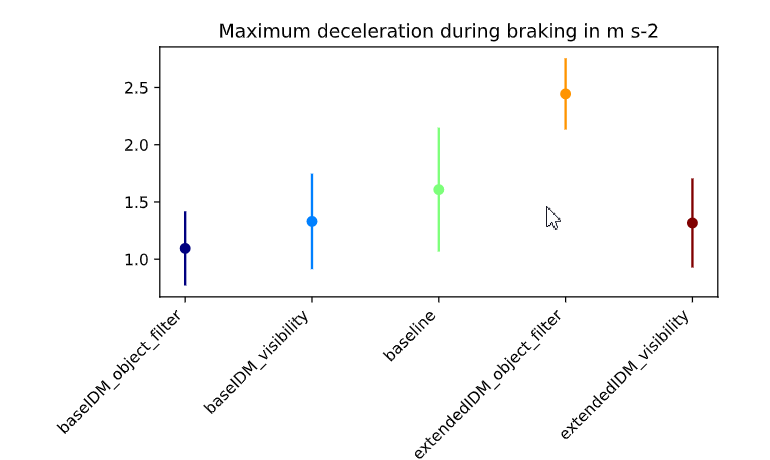 Maximum deceleration during braking in m s-2
2.5
2.0
1.5
1.0
baseIDM_object_filter
baseIDM_visibility
baseline
extendedIDM_object_filter
extendedIDM_visibility